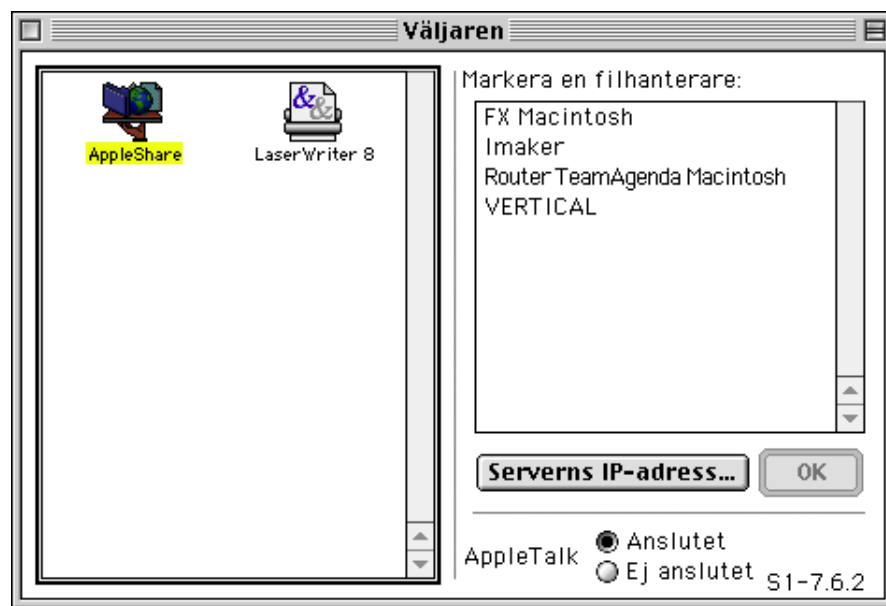 Väljaren
AppleShare
LaserWriter 8
Markera en filhanterare:
FX Macintosh
Imaker
Router TeamAgenda Macintosh
VERTICAL
Serverns IP-adress...
OK
AppleTalk
Anslutet
Ej anslutet
S1-7.6.2